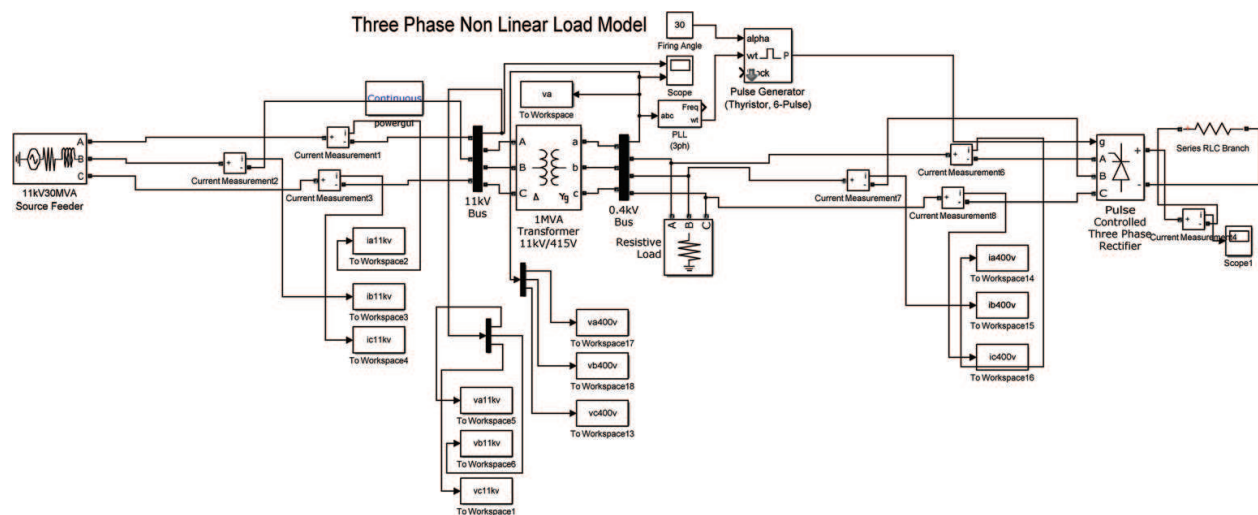 Three Phase Non Linear Load Model
30
Firing Angle
alpha
wt
P
Pulse Generator
(Thyristor, 6-Pulse)
Scope
Continuous
powergui
va
To Workspace
abc
Freq
wt
PLL
(3ph)
A
B
C
11kV30MVA
Source Feeder
+
-
i
Current Measurement1
+
-
i
Current Measurement2
+
-
i
Current Measurement3
11kV
Bus
A
B
C
a
b
c
Δ
Yg
1MVA
Transformer
11kV/415V
0.4kV
Bus
A
B
C
Resistive
Load
+
-
i
Current Measurement6
+
-
i
Current Measurement7
+
-
i
Current Measurement8
g
A
B
C
+
-
Pulse
Controlled
Three Phase
Rectifier
Series RLC Branch
+
-
i
Current Measurement4
Scope1
ia11kv
To Workspace2
ib11kv
To Workspace3
ic11kv
To Workspace4
va11kv
To Workspace5
vb11kv
To Workspace6
vc11kv
To Workspace1
va400v
To Workspace17
vb400v
To Workspace18
vc400v
To Workspace13
ia400v
To Workspace14
ib400v
To Workspace15
ic400v
To Workspace16